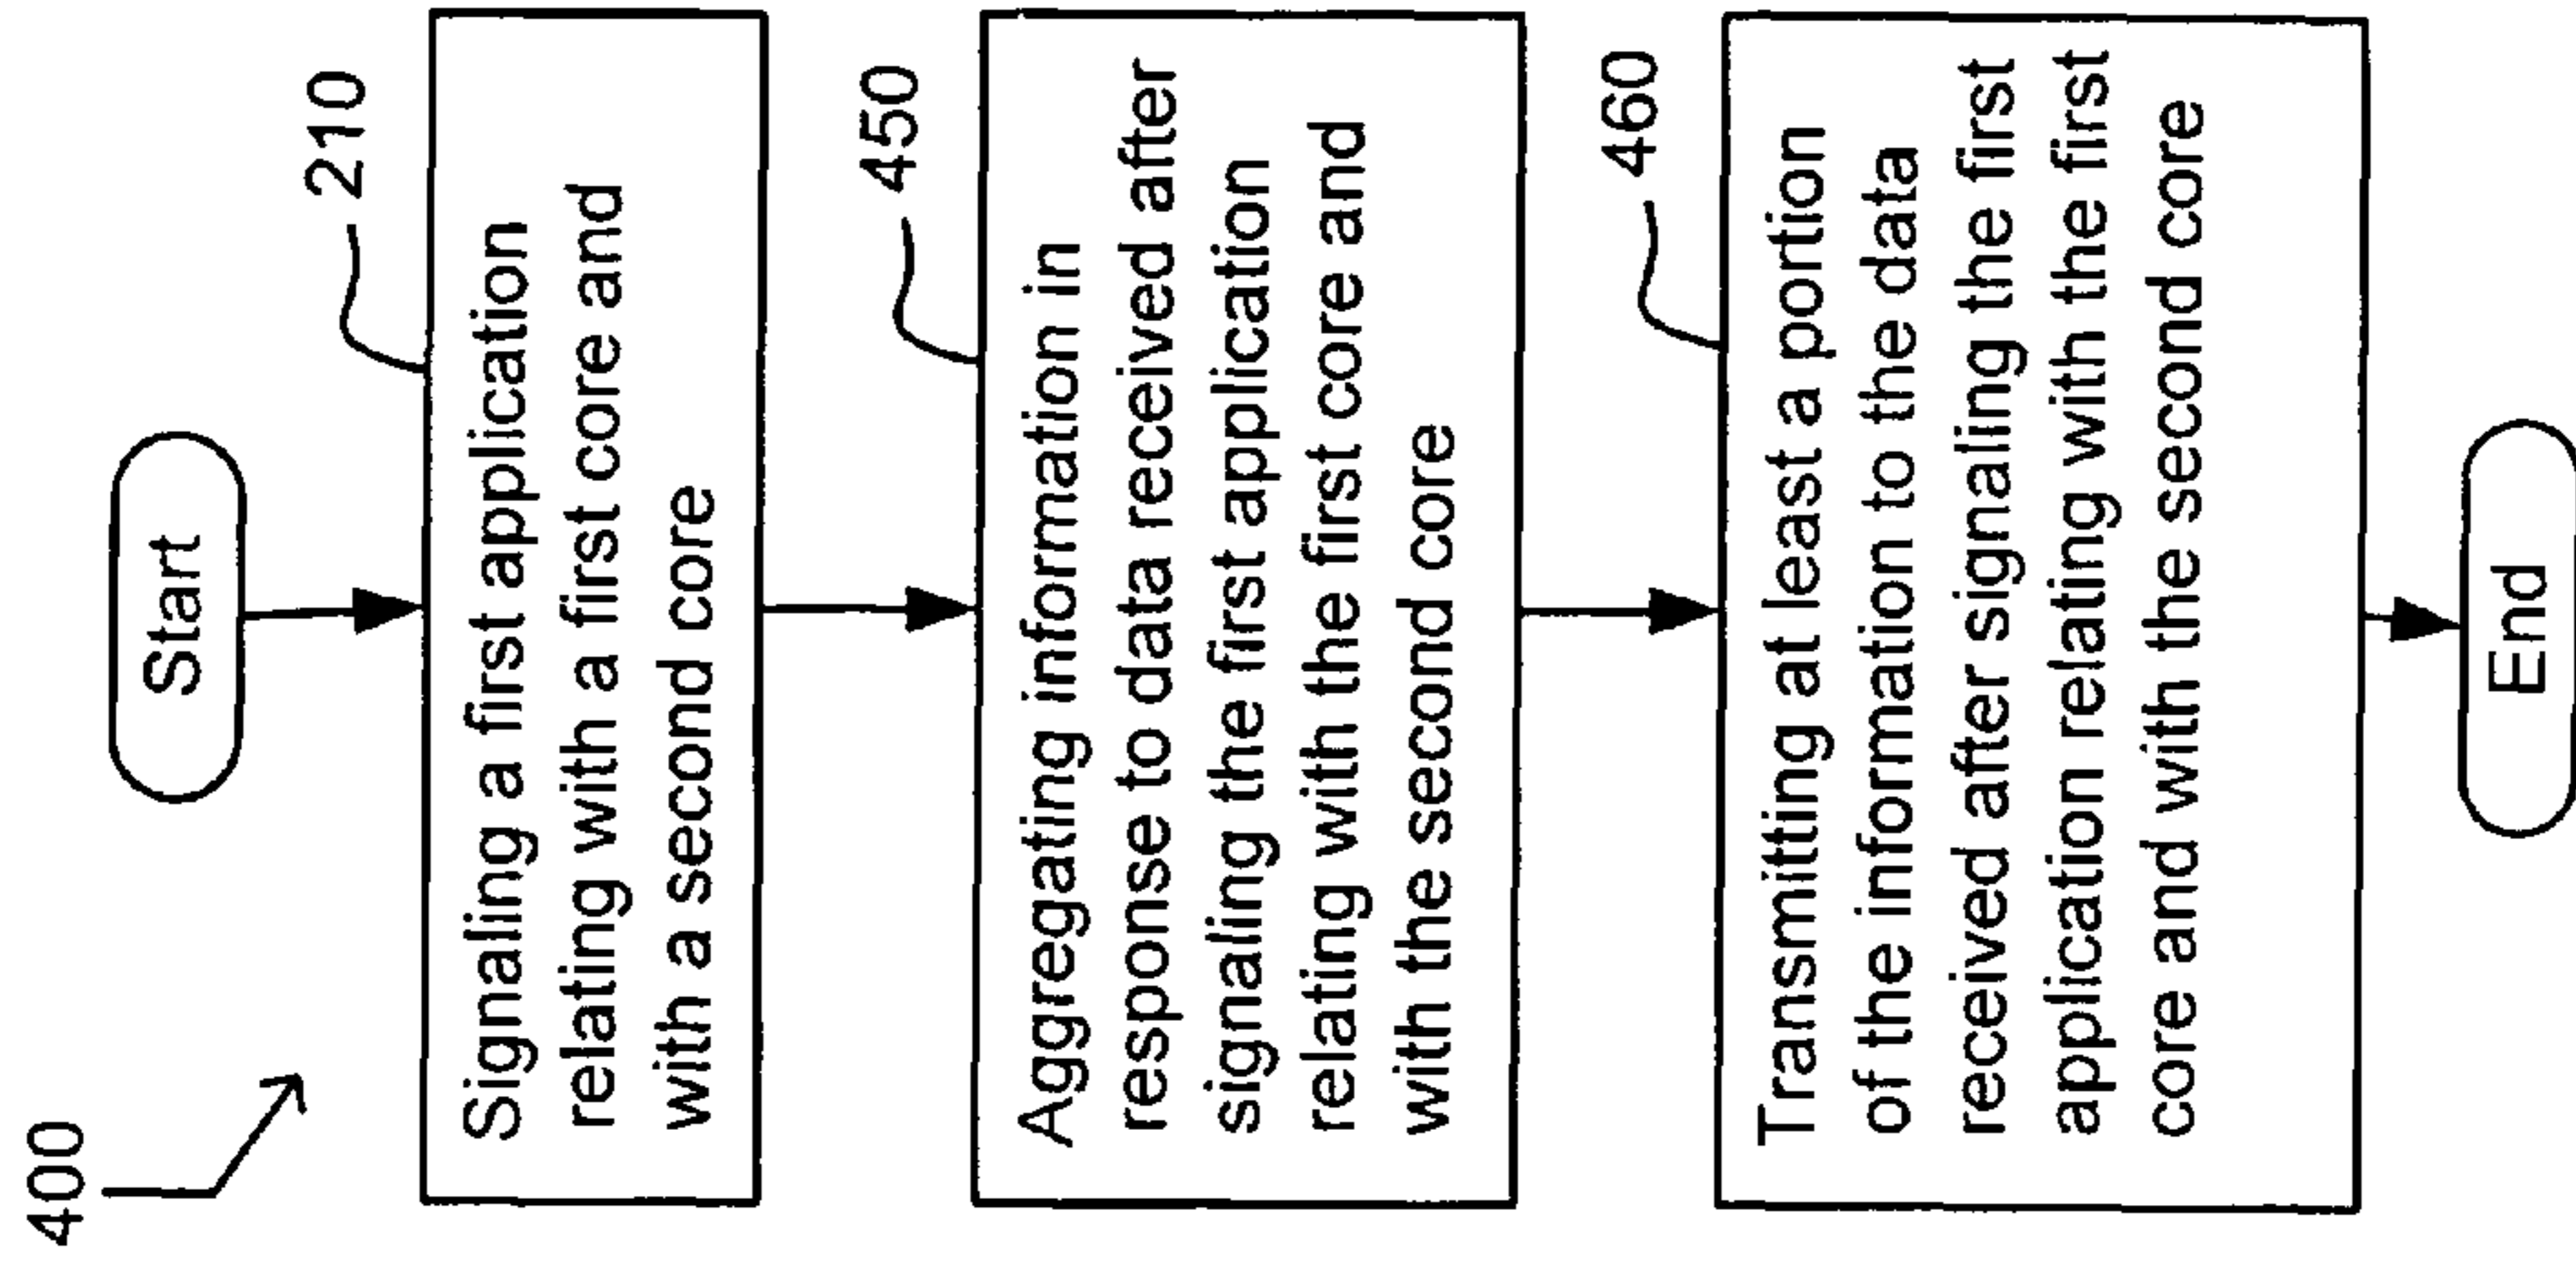 400
Start
210
Signaling a first application
relating with a first core and
with a second core
450
Aggregating information in
response to data received after
signaling the first application
relating with the first core and
with the second core
460
Transmitting at least a portion
of the information to the data
received after signaling the first
application relating with the first
core and with the second core
End